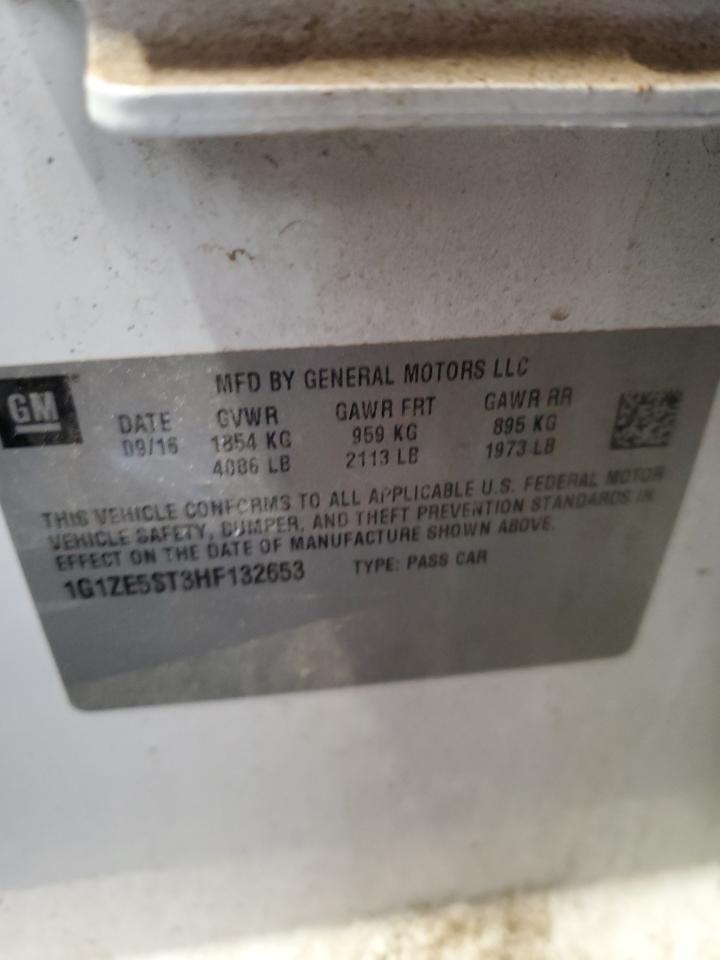 MFD BY GENERAL MOTORS LLC
GM
DATE GVWR GAWR FRT GAWR RR
09/16 1854 KG 959 KG 895 KG
4086 LB 2113 LB 1973 LB
THIS VEHICLE CONFORMS TO ALL APPLICABLE U.S. FEDERAL MOTOR
VEHICLE SAFETY, BUMPER, AND THEFT PREVENTION STANDARDS IN
EFFECT ON THE DATE OF MANUFACTURE SHOWN ABOVE.
1G1ZE5ST3HF132653 TYPE: PASS CAR